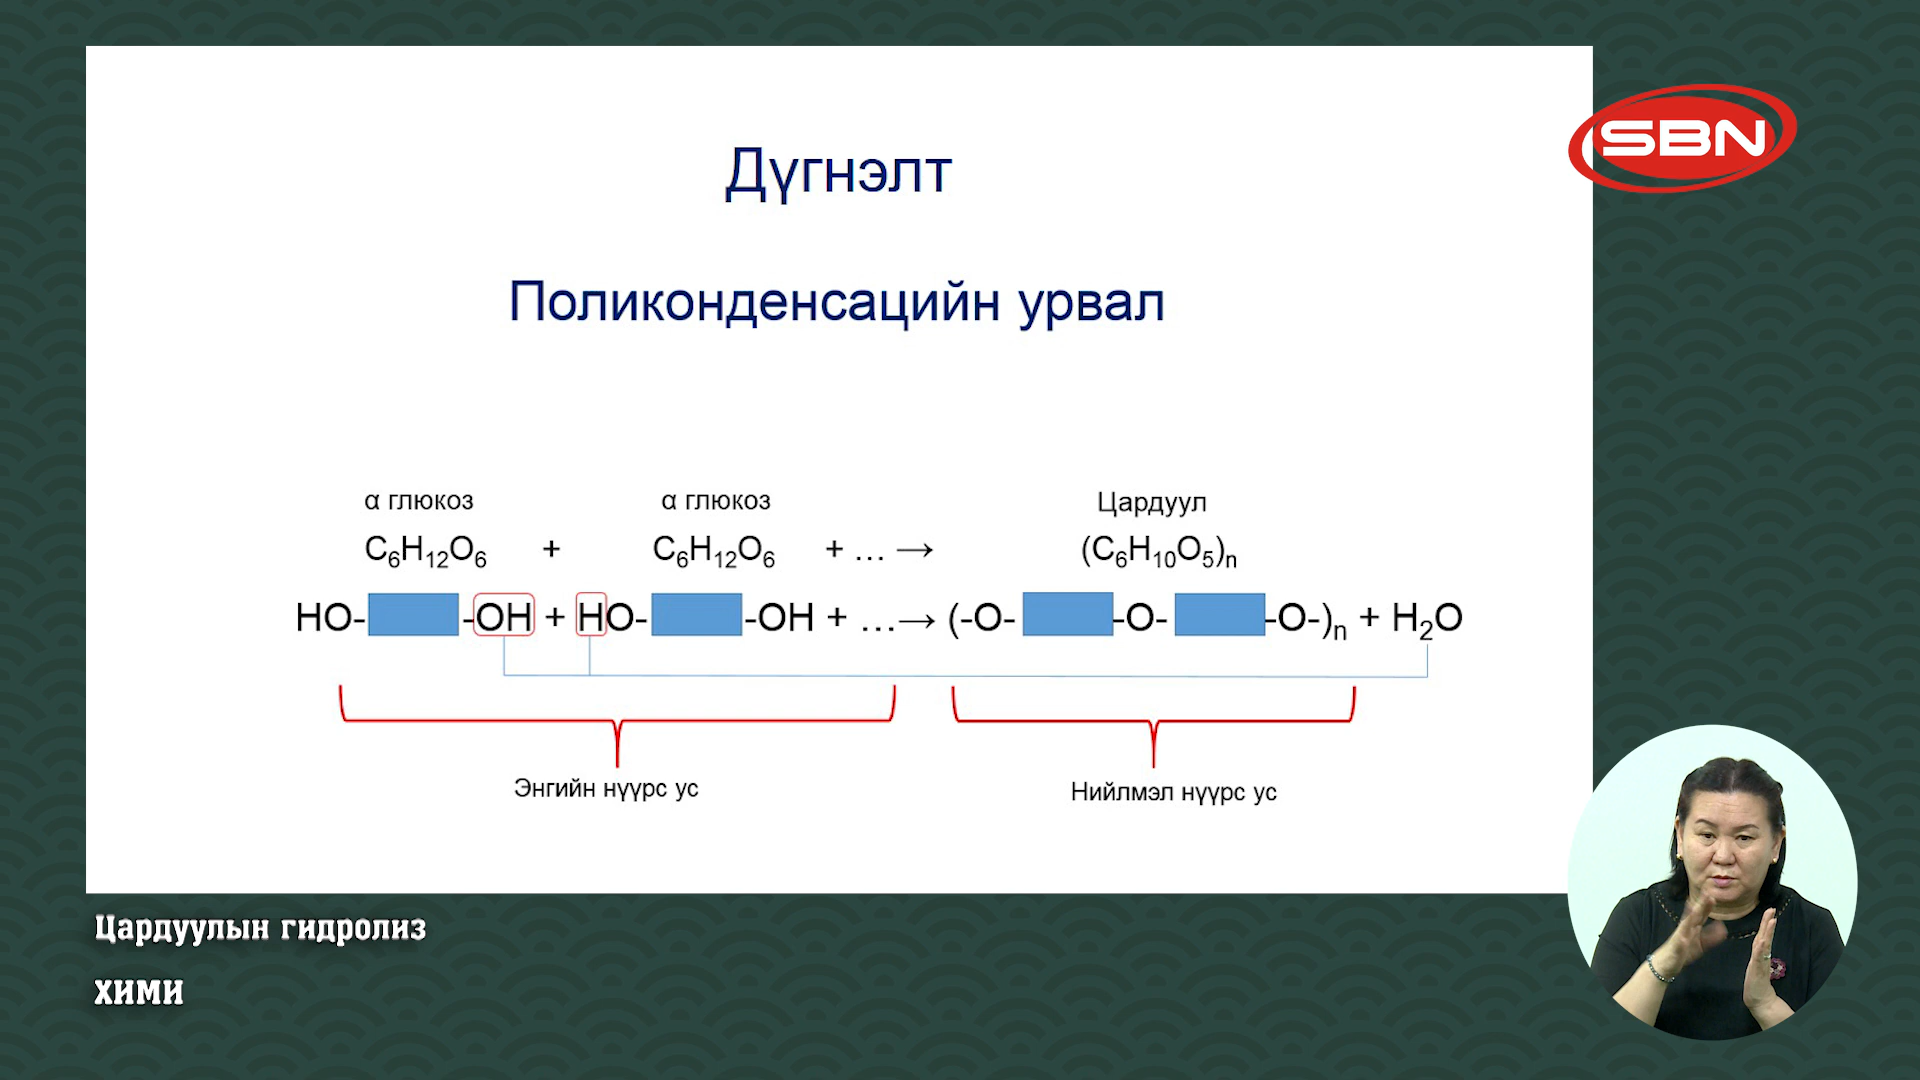 SBN
Дүгнэлт
Поликонденсацийн урвал
α глюкоз α глюкоз Цардуул
C₆H₁₂O₆ + C₆H₁₂O₆ + … → (C₆H₁₀O₅)ₙ
HO- -OH + HO- -OH + …→ (-O- -O- -O-)ₙ + H₂O
Энгийн нүүрс ус Нийлмэл нүүрс ус
Цардуулын гидролиз
ХИМИ